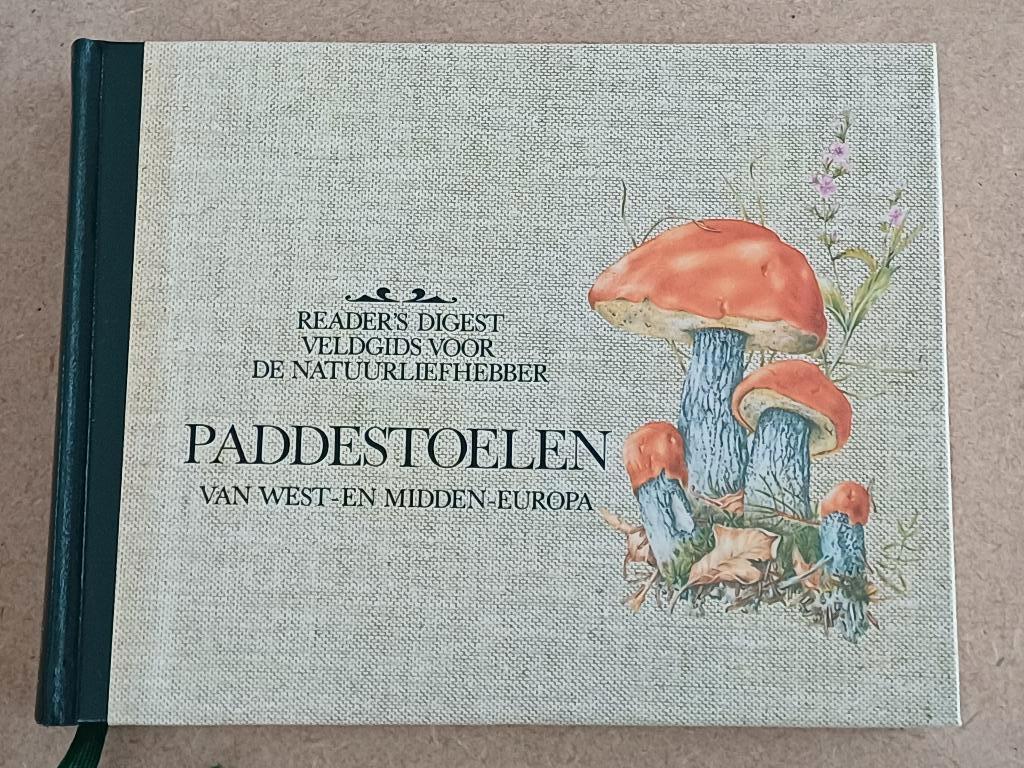 READER'S DIGEST
VELDGIDS VOOR
DE NATUURLIEFHEBBER
PADDESTOELEN
VAN WEST-EN MIDDEN-EUROPA